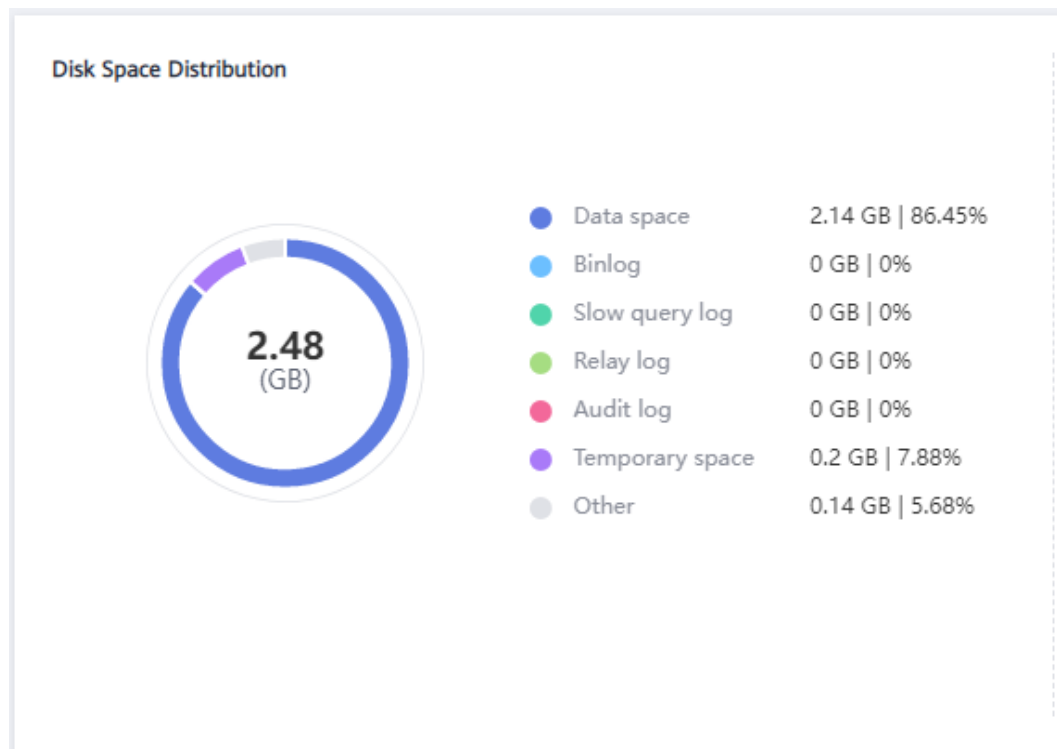 Disk Space Distribution
2.48
(GB)
Data space 2.14 GB | 86.45%
Binlog 0 GB | 0%
Slow query log 0 GB | 0%
Relay log 0 GB | 0%
Audit log 0 GB | 0%
Temporary space 0.2 GB | 7.88%
Other 0.14 GB | 5.68%